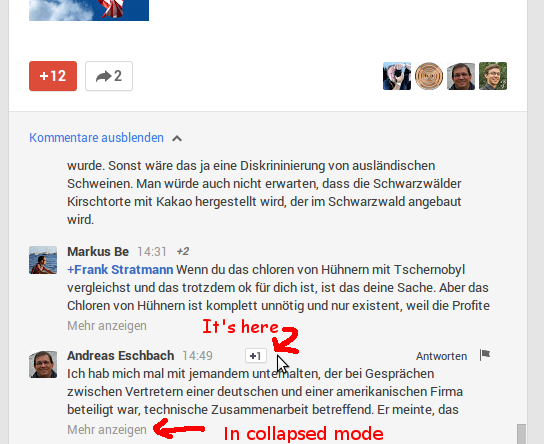 +12
2
Kommentare ausblenden
wurde. Sonst wäre das ja eine Diskrininierung von ausländischen
Schweinen. Man würde auch nicht erwarten, dass die Schwarzwälder
Kirschtorte mit Kakao hergestellt wird, der im Schwarzwald angebaut
wird.
Markus Be 14:31 +2
+Frank Stratmann Wenn du das chloren von Hühnern mit Tschernobyl
vergleichst und das trotzdem ok für dich ist, ist das deine Sache. Aber das
Chloren von Hühnern ist komplett unnötig und nur existent, weil die Profite
Mehr anzeigen
It's here
Andreas Eschbach 14:49 +1 Antworten
Ich hab mich mal mit jemandem unterhalten, der bei Gesprächen
zwischen Vertretern einer deutschen und einer amerikanischen Firma
beteiligt war, technische Zusammenarbeit betreffend. Er meinte, das
Mehr anzeigen
In collapsed mode